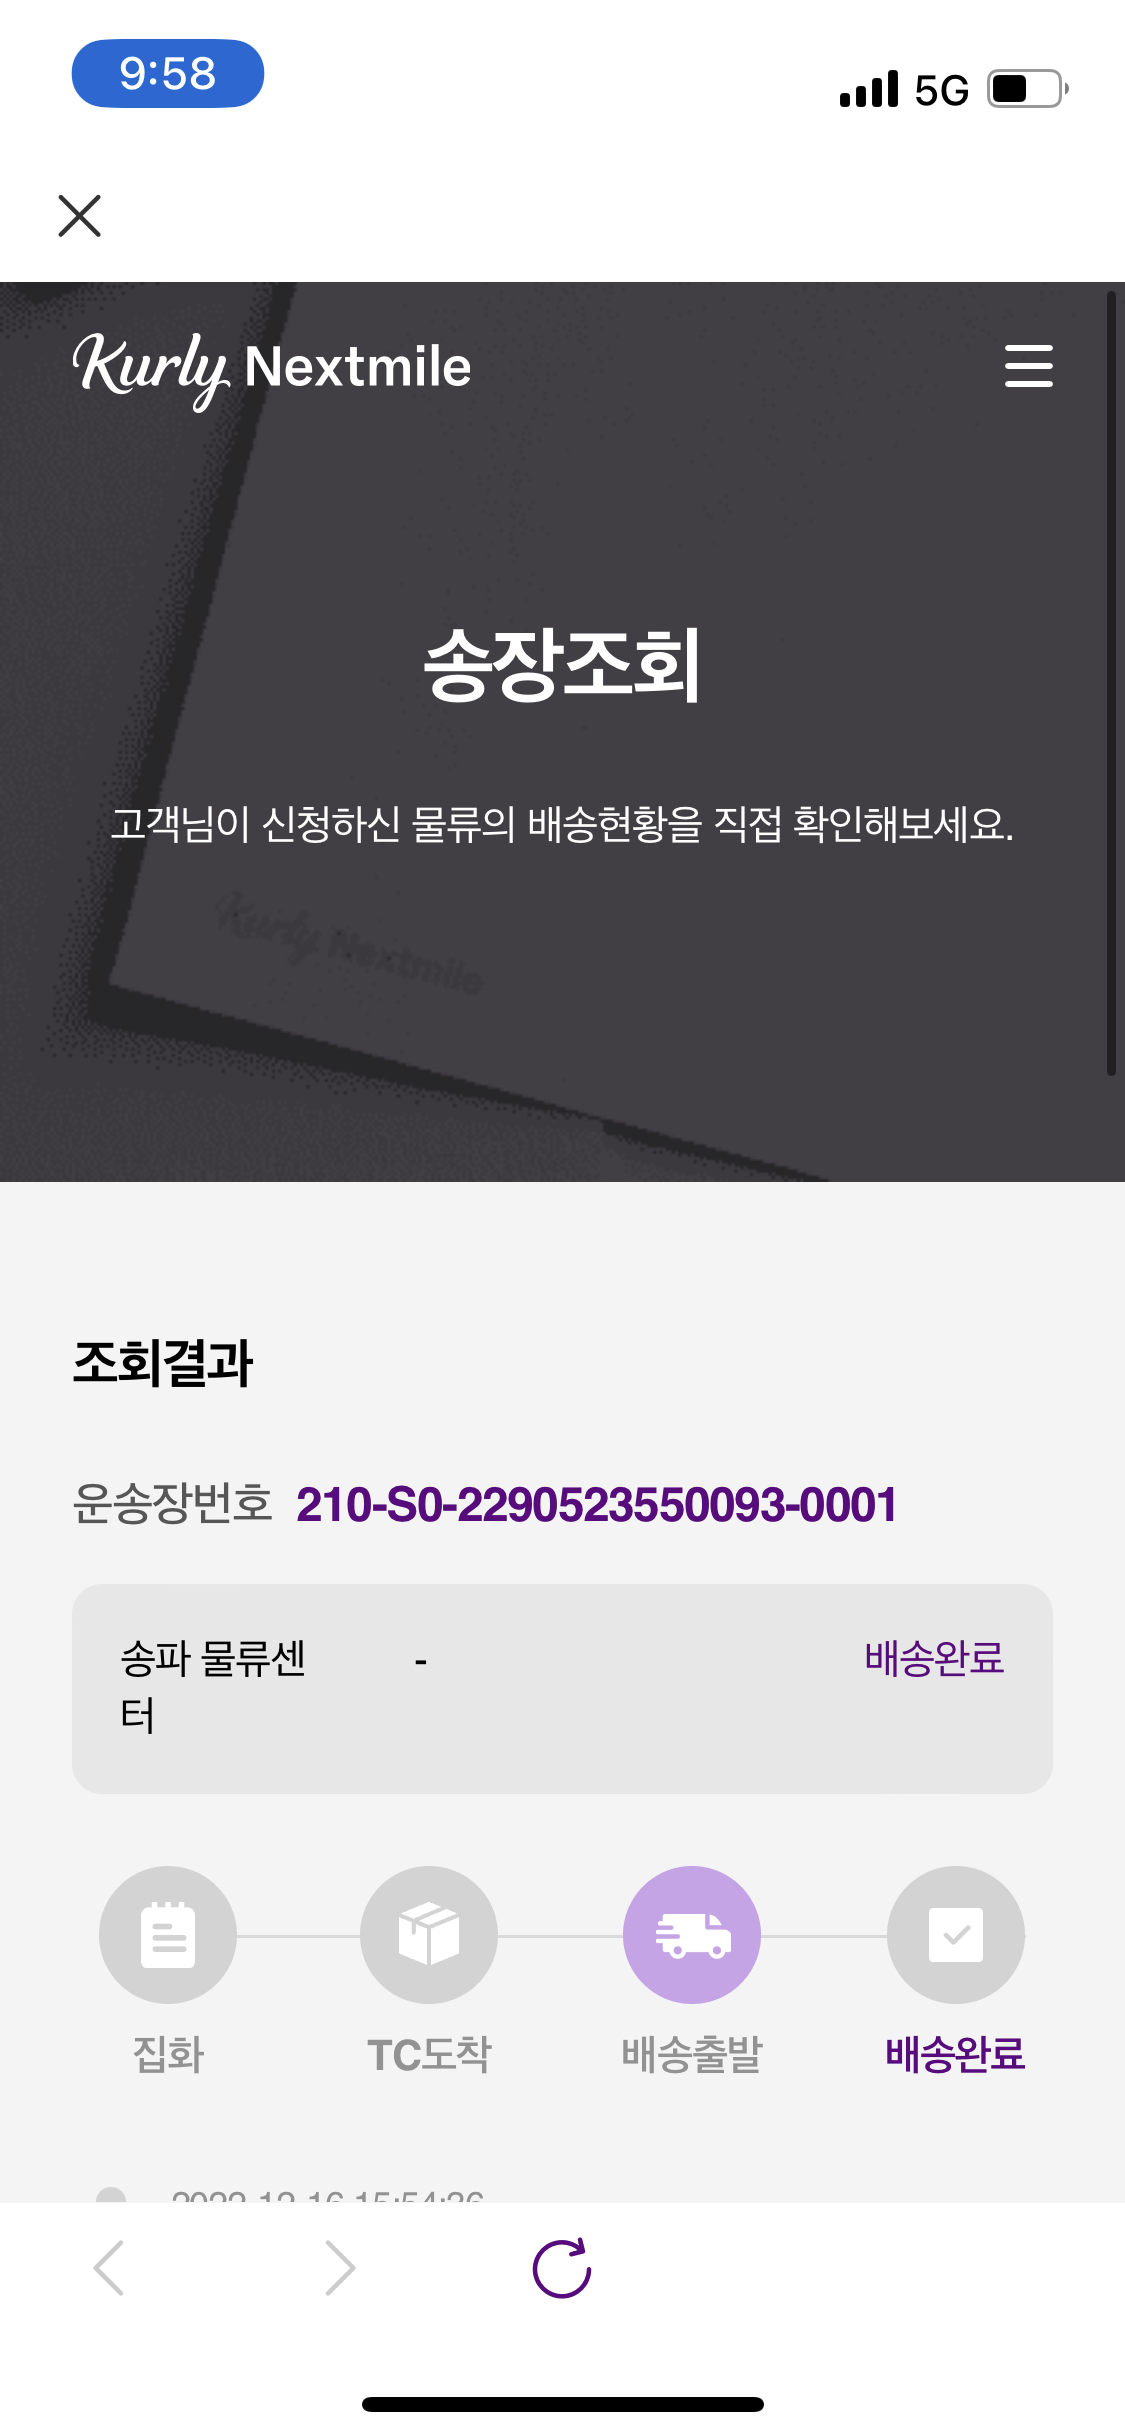 9:58
5G
Kurly Nextmile
송장조회
고객님이 신청하신 물류의 배송현황을 직접 확인해보세요.
Kurly Nextmile
조회결과
운송장번호 210-S0-2290523550093-0001
송파 물류센 - 배송완료
터
집화 TC도착 배송출발 배송완료